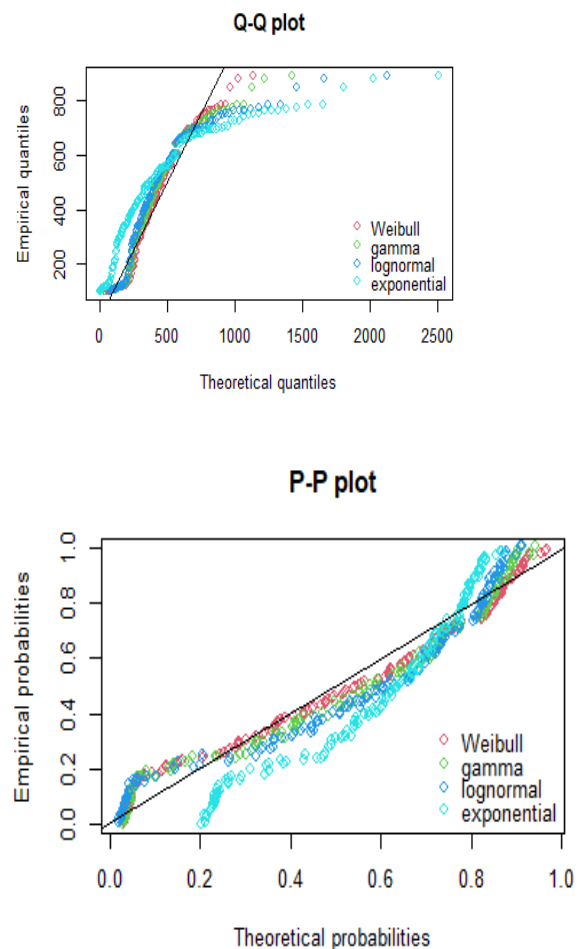 Q-Q plot
Empirical quantiles
800
600
400
200
Weibull
gamma
lognormal
exponential
0 500 1000 1500 2000 2500
Theoretical quantiles
P-P plot
Empirical probabilities
1.0
0.8
0.6
0.4
0.2
0.0
Weibull
gamma
lognormal
exponential
0.0 0.2 0.4 0.6 0.8 1.0
Theoretical probabilities